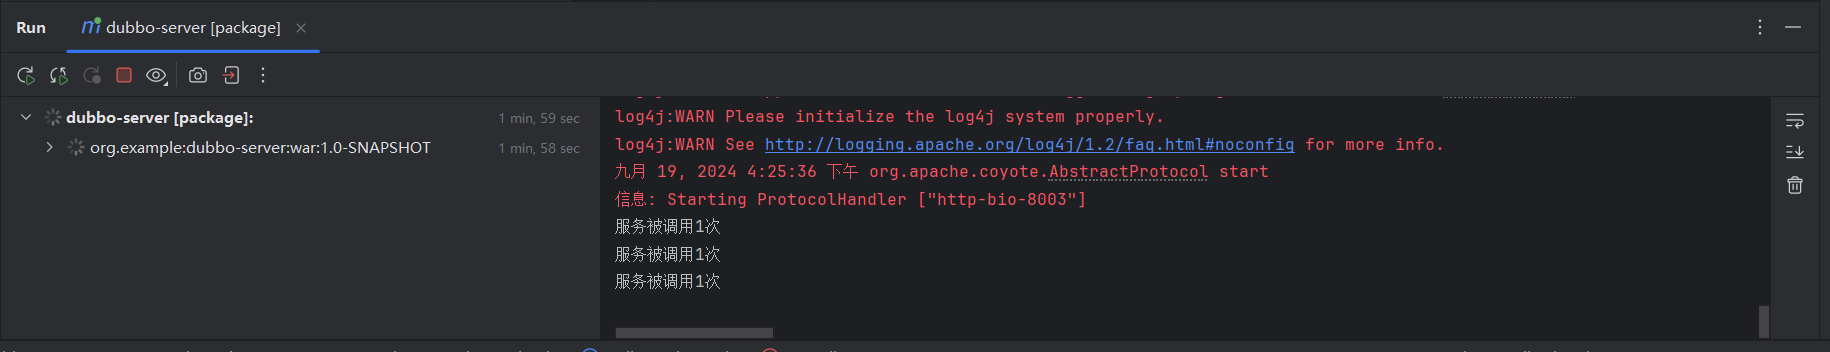 Run
dubbo-server [package]
dubbo-server [package]: 1 min, 59 sec
org.example:dubbo-server:war:1.0-SNAPSHOT 1 min, 58 sec
log4j:WARN Please initialize the log4j system properly.
log4j:WARN See http://logging.apache.org/log4j/1.2/faq.html#noconfig for more info.
九月 19, 2024 4:25:36 下午 org.apache.coyote.AbstractProtocol start
信息: Starting ProtocolHandler ["http-bio-8003"]
服务被调用1次
服务被调用1次
服务被调用1次